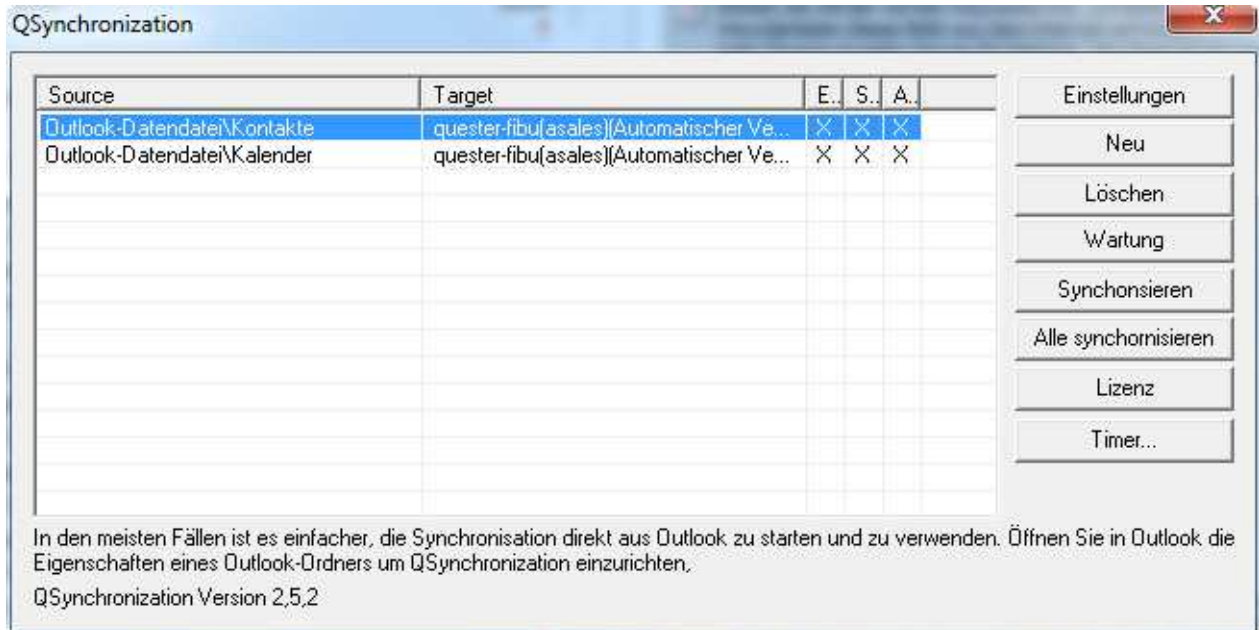 QSynchronization
Source Target E.. S.. A..
Outlook-Datendatei\Kontakte quester-fibu(asales)(Automatischer Ve... X X X
Outlook-Datendatei\Kalender quester-fibu(asales)(Automatischer Ve... X X X
Einstellungen
Neu
Löschen
Wartung
Synchonsieren
Alle synchornisieren
Lizenz
Timer...
In den meisten Fällen ist es einfacher, die Synchronisation direkt aus Outlook zu starten und zu verwenden. Öffnen Sie in Outlook die
Eigenschaften eines Outlook-Ordners um QSynchronization einzurichten,
QSynchronization Version 2,5,2